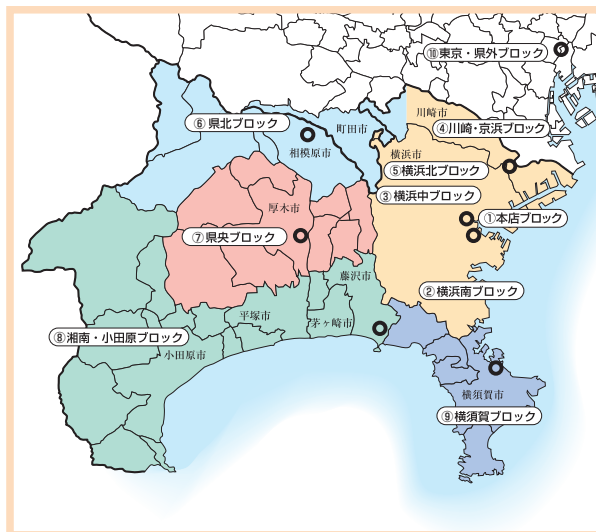 ⑩東京・県外ブロック
川崎市
⑥県北ブロック
町田市
④川崎・京浜ブロック
相模原市
横浜市
⑤横浜北ブロック
③横浜中ブロック
厚木市
①本店ブロック
⑦県央ブロック
藤沢市
②横浜南ブロック
平塚市
茅ヶ崎市
⑧湘南・小田原ブロック
小田原市
横須賀市
⑨横須賀ブロック